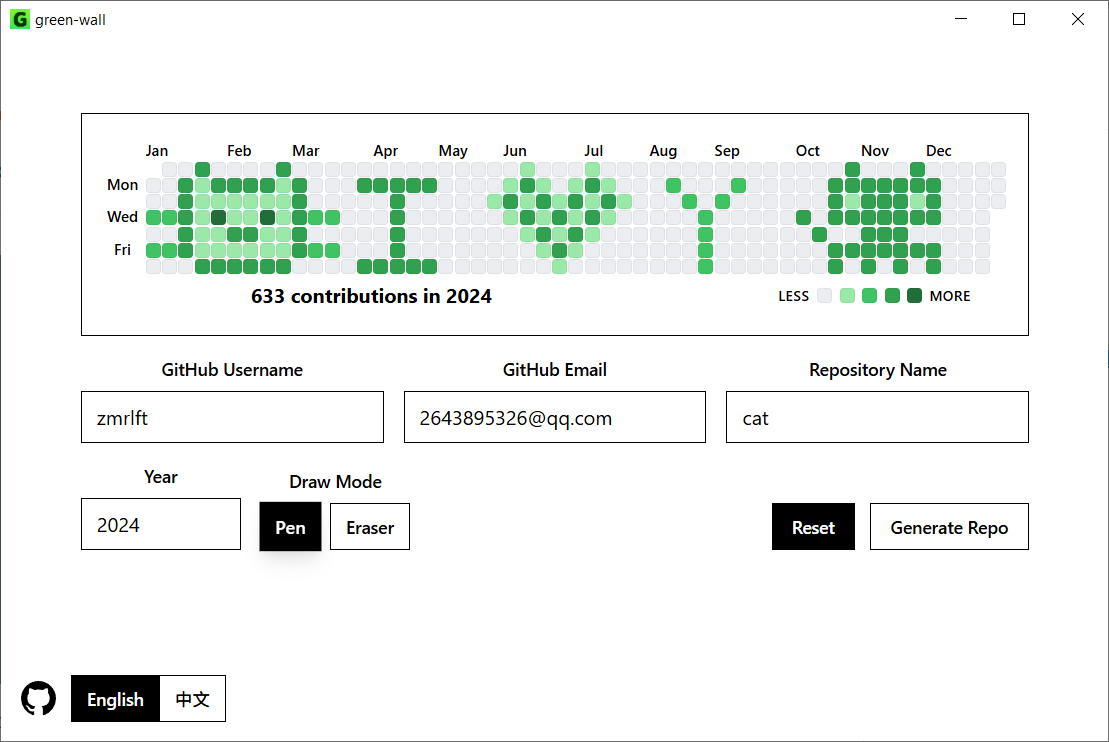 green-wall
Jan Feb Mar Apr May Jun Jul Aug Sep Oct Nov Dec
Mon
Wed
Fri
633 contributions in 2024
LESS MORE
GitHub Username GitHub Email Repository Name
zmrlft 2643895326@qq.com cat
Year Draw Mode
2024 Pen Eraser Reset Generate Repo
English 中文